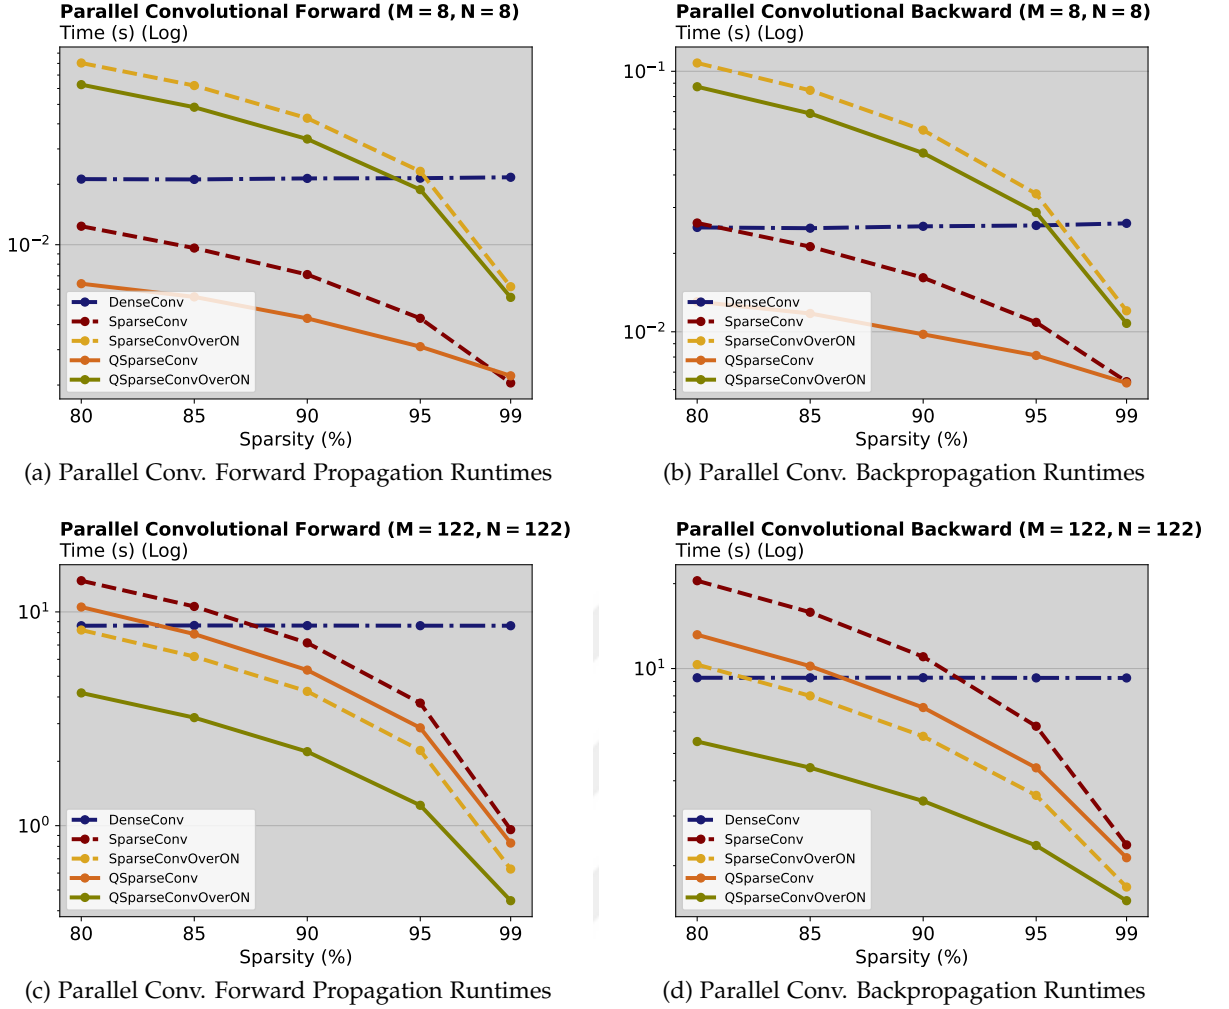 Parallel Convolutional Forward (M = 8, N = 8)
Time (s) (Log)
10⁻²
DenseConv
SparseConv
SparseConvOverON
QSparseConv
QSparseConvOverON
80 85 90 95 99
Sparsity (%)
(a) Parallel Conv. Forward Propagation Runtimes
Parallel Convolutional Backward (M = 8, N = 8)
Time (s) (Log)
10⁻¹
10⁻²
DenseConv
SparseConv
SparseConvOverON
QSparseConv
QSparseConvOverON
80 85 90 95 99
Sparsity (%)
(b) Parallel Conv. Backpropagation Runtimes
Parallel Convolutional Forward (M = 122, N = 122)
Time (s) (Log)
10¹
10⁰
DenseConv
SparseConv
SparseConvOverON
QSparseConv
QSparseConvOverON
80 85 90 95 99
Sparsity (%)
(c) Parallel Conv. Forward Propagation Runtimes
Parallel Convolutional Backward (M = 122, N = 122)
Time (s) (Log)
10¹
DenseConv
SparseConv
SparseConvOverON
QSparseConv
QSparseConvOverON
80 85 90 95 99
Sparsity (%)
(d) Parallel Conv. Backpropagation Runtimes